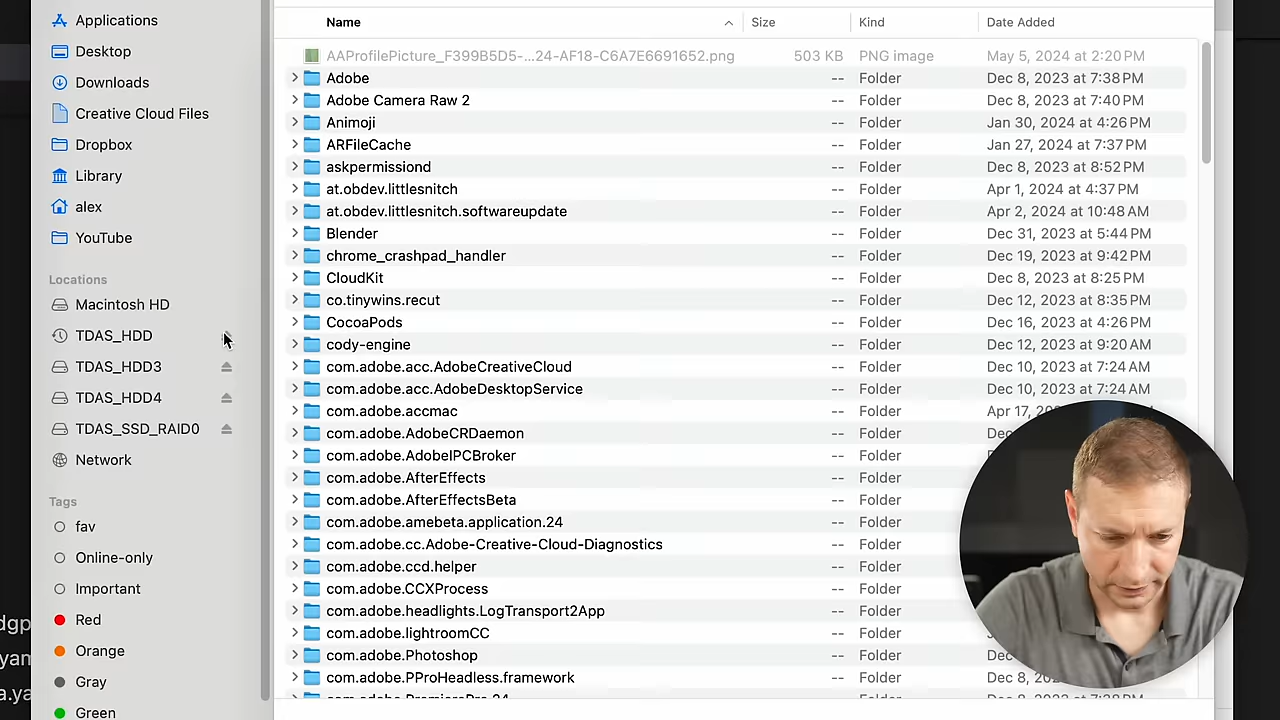 Name Size Kind Date Added
Applications
Desktop
Downloads
Creative Cloud Files
Dropbox
Library
alex
YouTube
Locations
Macintosh HD
TDAS_HDD
TDAS_HDD3
TDAS_HDD4
TDAS_SSD_RAID0
Network
Tags
fav
Online-only
Important
Red
Orange
Gray
Green
AAProfilePicture_F399B5D5-...24-AF18-C6A7E6691652.png 503 KB PNG image May 5, 2024 at 2:20 PM
Adobe -- Folder Dec 8, 2023 at 7:38 PM
Adobe Camera Raw 2 -- Folder Dec 8, 2023 at 7:40 PM
Animoji -- Folder Jan 30, 2024 at 4:26 PM
ARFileCache -- Folder Jan 27, 2024 at 7:37 PM
askpermissiond -- Folder Dec 8, 2023 at 8:52 PM
at.obdev.littlesnitch -- Folder Apr 1, 2024 at 4:37 PM
at.obdev.littlesnitch.softwareupdate -- Folder Apr 2, 2024 at 10:48 AM
Blender -- Folder Dec 31, 2023 at 5:44 PM
chrome_crashpad_handler -- Folder Dec 19, 2023 at 9:42 PM
CloudKit -- Folder Dec 8, 2023 at 8:25 PM
co.tinywins.recut -- Folder Dec 12, 2023 at 8:35 PM
CocoaPods -- Folder Dec 16, 2023 at 4:26 PM
cody-engine -- Folder Dec 12, 2023 at 9:20 AM
com.adobe.acc.AdobeCreativeCloud -- Folder Dec 10, 2023 at 7:24 AM
com.adobe.acc.AdobeDesktopService -- Folder Dec 10, 2023 at 7:24 AM
com.adobe.accmac -- Folder Apr 17, 20
com.adobe.AdobeCRDaemon -- Folder Dec
com.adobe.AdobeIPCBroker -- Folder Dec
com.adobe.AfterEffects -- Folder
com.adobe.AfterEffectsBeta -- Folder
com.adobe.amebeta.application.24 -- Folder
com.adobe.cc.Adobe-Creative-Cloud-Diagnostics -- Folder
com.adobe.ccd.helper -- Folder
com.adobe.CCXProcess -- Folder
com.adobe.headlights.LogTransport2App -- Folder
com.adobe.lightroomCC -- Folder
com.adobe.Photoshop -- Folder Dec
com.adobe.PProHeadless.framework -- Folder Dec 8, 20
dgp
yam
a.ya